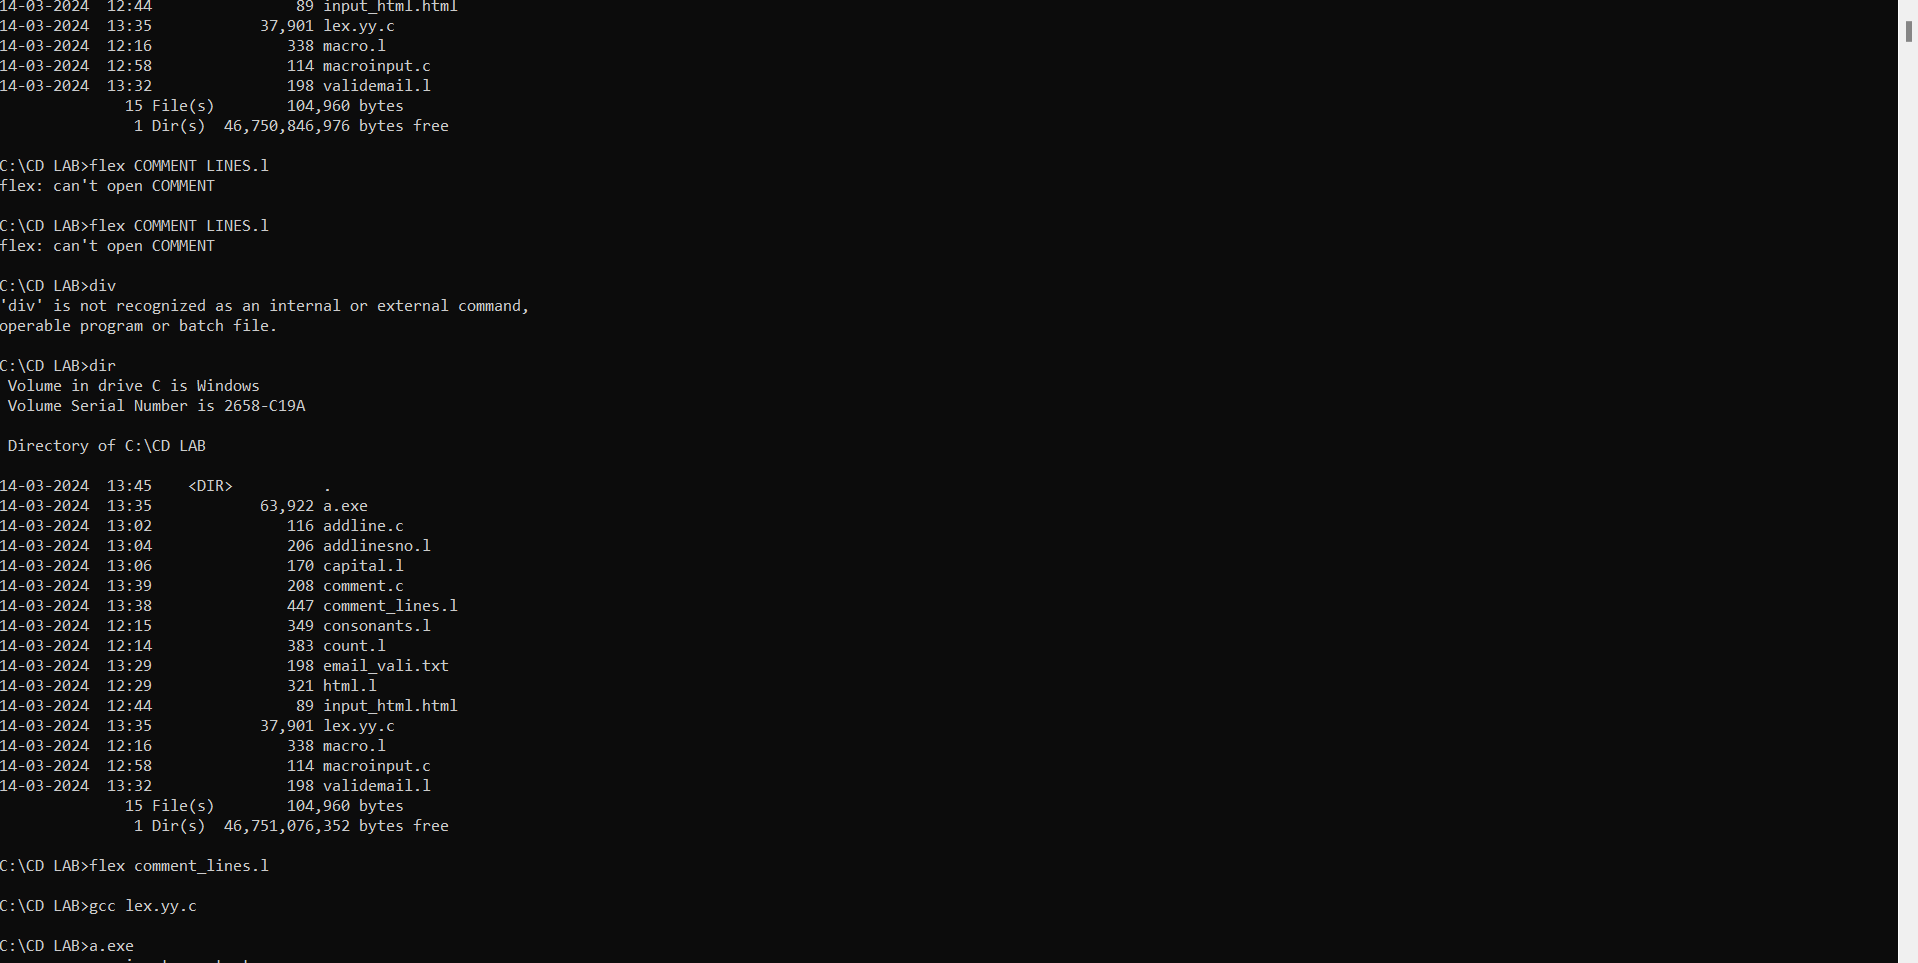 14-03-2024  12:44                89 input_html.html
14-03-2024  13:35            37,901 lex.yy.c
14-03-2024  12:16               338 macro.l
14-03-2024  12:58               114 macroinput.c
14-03-2024  13:32               198 validemail.l
              15 File(s)        104,960 bytes
               1 Dir(s)  46,750,846,976 bytes free
C:\CD LAB>flex COMMENT LINES.l
flex: can't open COMMENT
C:\CD LAB>flex COMMENT LINES.l
flex: can't open COMMENT
C:\CD LAB>div
'div' is not recognized as an internal or external command,
operable program or batch file.
C:\CD LAB>dir
 Volume in drive C is Windows
 Volume Serial Number is 2658-C19A
 Directory of C:\CD LAB
14-03-2024  13:45    <DIR>          .
14-03-2024  13:35            63,922 a.exe
14-03-2024  13:02               116 addline.c
14-03-2024  13:04               206 addlinesno.l
14-03-2024  13:06               170 capital.l
14-03-2024  13:39               208 comment.c
14-03-2024  13:38               447 comment_lines.l
14-03-2024  12:15               349 consonants.l
14-03-2024  12:14               383 count.l
14-03-2024  13:29               198 email_vali.txt
14-03-2024  12:29               321 html.l
14-03-2024  12:44                89 input_html.html
14-03-2024  13:35            37,901 lex.yy.c
14-03-2024  12:16               338 macro.l
14-03-2024  12:58               114 macroinput.c
14-03-2024  13:32               198 validemail.l
              15 File(s)        104,960 bytes
               1 Dir(s)  46,751,076,352 bytes free
C:\CD LAB>flex comment_lines.l
C:\CD LAB>gcc lex.yy.c
C:\CD LAB>a.exe